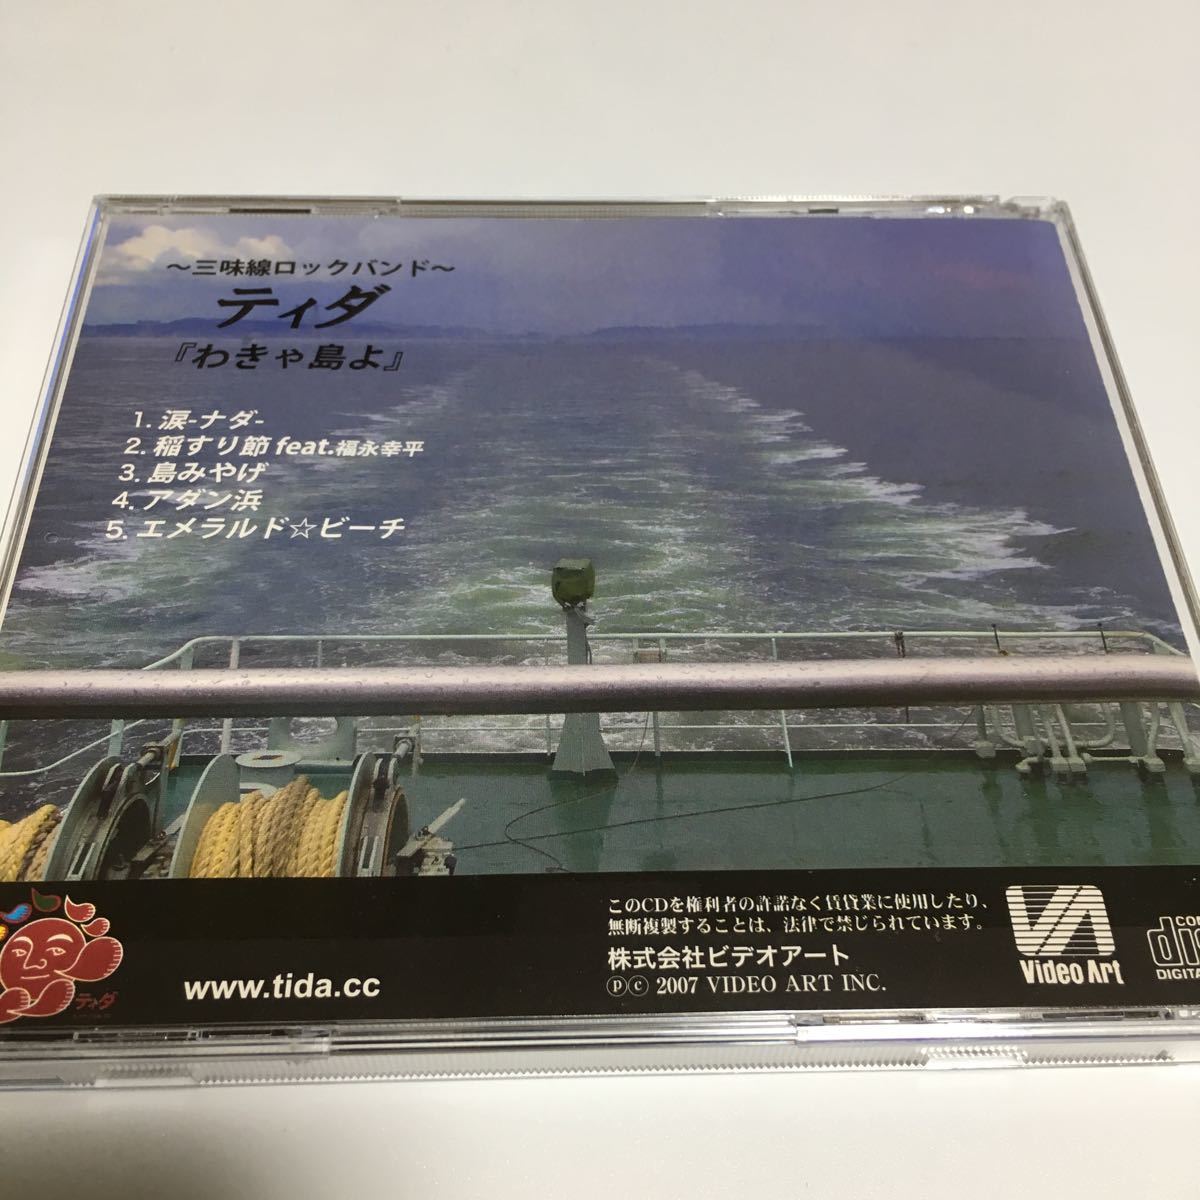 ～三味線ロックバンド～
ティダ
『わきゃ島よ』
1. 涙-ナダ-
2. 稲すり節 feat.福永幸平
3. 島みやげ
4. アダン浜
5. エメラルド☆ビーチ
ティダ
www.tida.cc
このCDを権利者の許諾なく賃貸業に使用したり、
無断複製することは、法律で禁じられています。
株式会社ビデオアート
ⓟⓒ 2007 VIDEO ART INC.
VA
Video Art